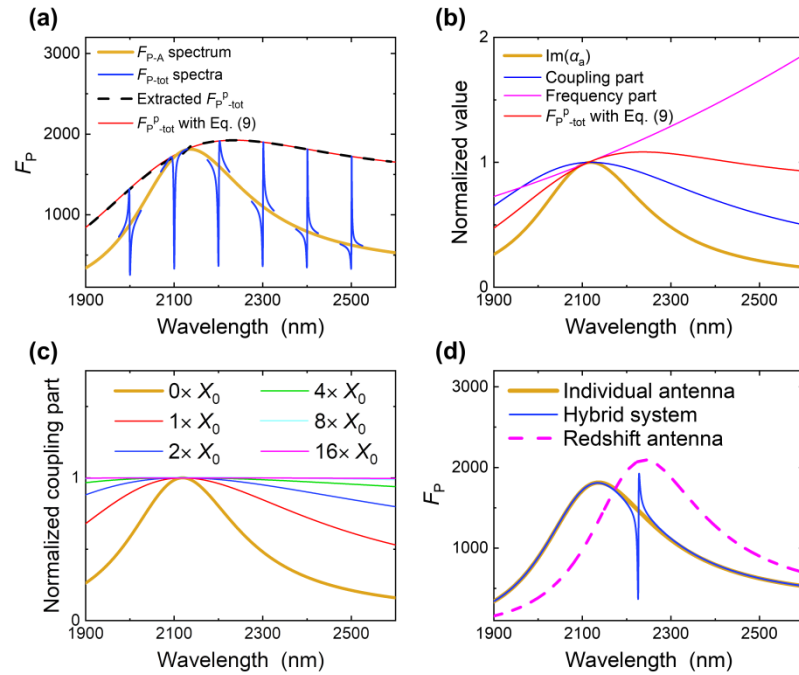 (a)
3000
2000
1000
F_P
F_P-A spectrum
F_P-tot spectra
Extracted F_P^p-tot
F_P^p-tot with Eq. (9)
1900 2100 2300 2500
Wavelength (nm)
(b)
2
1
0
Normalized value
Im(α_a)
Coupling part
Frequency part
F_P^p-tot with Eq. (9)
1900 2100 2300 2500
Wavelength (nm)
(c)
1
0
Normalized coupling part
0× X_0 4× X_0
1× X_0 8× X_0
2× X_0 16× X_0
1900 2100 2300 2500
Wavelength (nm)
(d)
3000
2000
1000
F_P
Individual antenna
Hybrid system
Redshift antenna
1900 2100 2300 2500
Wavelength (nm)